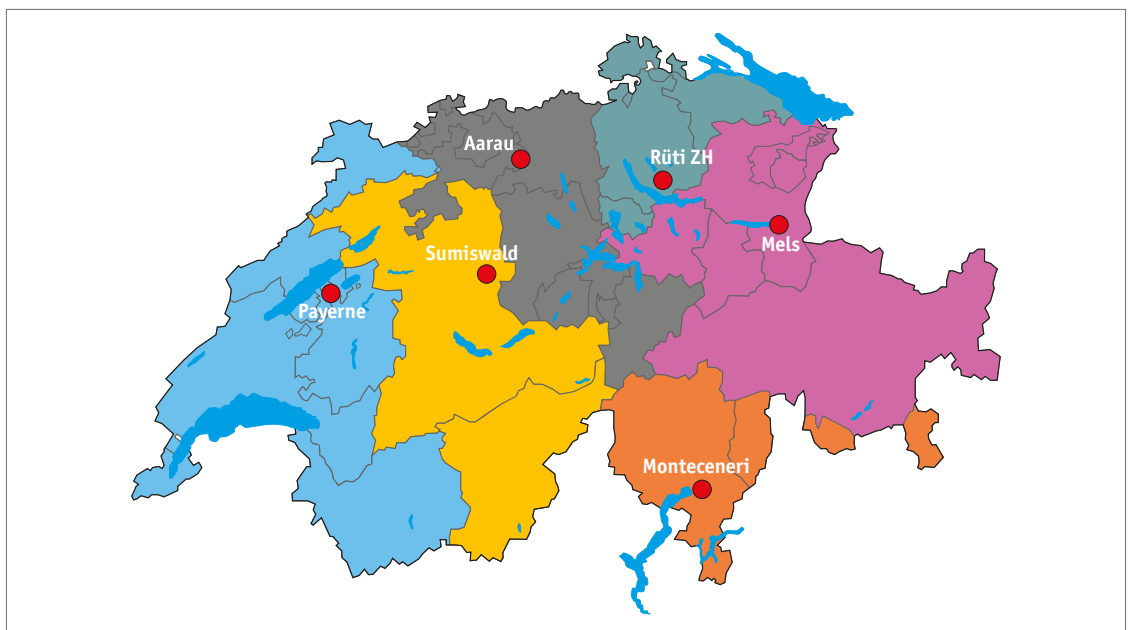 Aarau
Rüti ZH
Mels
Sumiswald
Payerne
Monteceneri